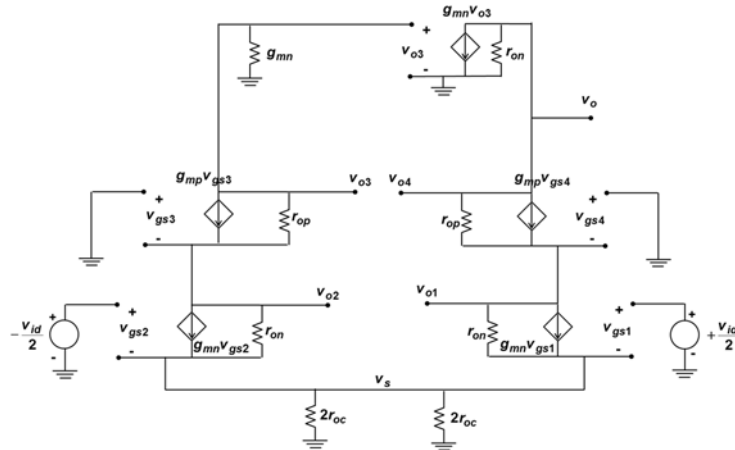 g_mn v_o3
+
g_mn
v_o3
r_on
-
v_o
g_mp v_gs3
v_o3
v_o4
g_mp v_gs4
+
v_gs3
r_op
r_op
+
v_gs4
-
-
v_o2
v_o1
-v_id/2
+
-
+
v_gs2
-
r_on
g_mn v_gs2
r_on
g_mn v_gs1
+
v_gs1
-
+
-
+v_id/2
v_s
2r_oc
2r_oc